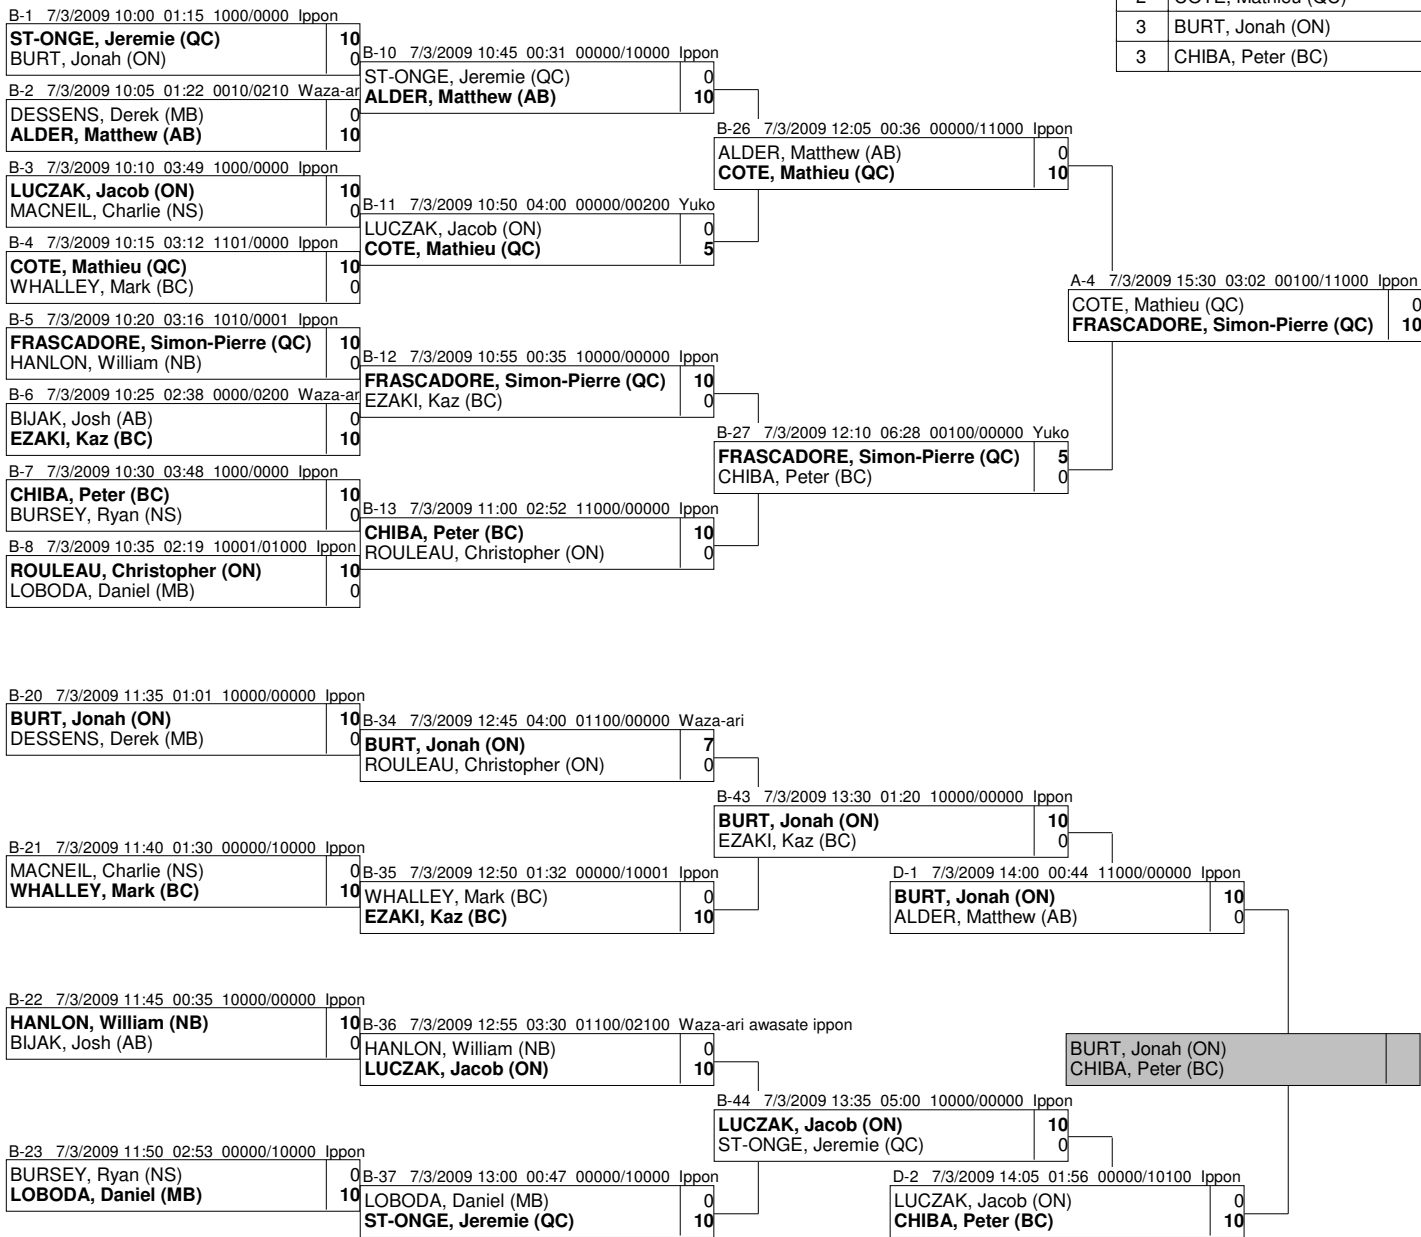 2 COTE, Mathieu (QC)
3 BURT, Jonah (ON)
3 CHIBA, Peter (BC)
B-1 7/3/2009 10:00 01:15 1000/0000 Ippon
ST-ONGE, Jeremie (QC) 10
BURT, Jonah (ON) 0
B-2 7/3/2009 10:05 01:22 0010/0210 Waza-ari
DESSENS, Derek (MB) 0
ALDER, Matthew (AB) 10
B-3 7/3/2009 10:10 03:49 1000/0000 Ippon
LUCZAK, Jacob (ON) 10
MACNEIL, Charlie (NS) 0
B-4 7/3/2009 10:15 03:12 1101/0000 Ippon
COTE, Mathieu (QC) 10
WHALLEY, Mark (BC) 0
B-5 7/3/2009 10:20 03:16 1010/0001 Ippon
FRASCADORE, Simon-Pierre (QC) 10
HANLON, William (NB) 0
B-6 7/3/2009 10:25 02:38 0000/0200 Waza-ari
BIJAK, Josh (AB) 0
EZAKI, Kaz (BC) 10
B-7 7/3/2009 10:30 03:48 1000/0000 Ippon
CHIBA, Peter (BC) 10
BURSEY, Ryan (NS) 0
B-8 7/3/2009 10:35 02:19 10001/01000 Ippon
ROULEAU, Christopher (ON) 10
LOBODA, Daniel (MB) 0
B-10 7/3/2009 10:45 00:31 00000/10000 Ippon
ST-ONGE, Jeremie (QC) 0
ALDER, Matthew (AB) 10
B-11 7/3/2009 10:50 04:00 00000/00200 Yuko
LUCZAK, Jacob (ON) 0
COTE, Mathieu (QC) 5
B-12 7/3/2009 10:55 00:35 10000/00000 Ippon
FRASCADORE, Simon-Pierre (QC) 10
EZAKI, Kaz (BC) 0
B-13 7/3/2009 11:00 02:52 11000/00000 Ippon
CHIBA, Peter (BC) 10
ROULEAU, Christopher (ON) 0
B-26 7/3/2009 12:05 00:36 00000/11000 Ippon
ALDER, Matthew (AB) 0
COTE, Mathieu (QC) 10
B-27 7/3/2009 12:10 06:28 00100/00000 Yuko
FRASCADORE, Simon-Pierre (QC) 5
CHIBA, Peter (BC) 0
A-4 7/3/2009 15:30 03:02 00100/11000 Ippon
COTE, Mathieu (QC) 0
FRASCADORE, Simon-Pierre (QC) 10
B-20 7/3/2009 11:35 01:01 10000/00000 Ippon
BURT, Jonah (ON) 10
DESSENS, Derek (MB) 0
B-21 7/3/2009 11:40 01:30 00000/10000 Ippon
MACNEIL, Charlie (NS) 0
WHALLEY, Mark (BC) 10
B-22 7/3/2009 11:45 00:35 10000/00000 Ippon
HANLON, William (NB) 10
BIJAK, Josh (AB) 0
B-23 7/3/2009 11:50 02:53 00000/10000 Ippon
BURSEY, Ryan (NS) 0
LOBODA, Daniel (MB) 10
B-34 7/3/2009 12:45 04:00 01100/00000 Waza-ari
BURT, Jonah (ON) 7
ROULEAU, Christopher (ON) 0
B-35 7/3/2009 12:50 01:32 00000/10001 Ippon
WHALLEY, Mark (BC) 0
EZAKI, Kaz (BC) 10
B-36 7/3/2009 12:55 03:30 01100/02100 Waza-ari awasate ippon
HANLON, William (NB) 0
LUCZAK, Jacob (ON) 10
B-37 7/3/2009 13:00 00:47 00000/10000 Ippon
LOBODA, Daniel (MB) 0
ST-ONGE, Jeremie (QC) 10
B-43 7/3/2009 13:30 01:20 10000/00000 Ippon
BURT, Jonah (ON) 10
EZAKI, Kaz (BC) 0
B-44 7/3/2009 13:35 05:00 10000/00000 Ippon
LUCZAK, Jacob (ON) 10
ST-ONGE, Jeremie (QC) 0
D-1 7/3/2009 14:00 00:44 11000/00000 Ippon
BURT, Jonah (ON) 10
ALDER, Matthew (AB) 0
D-2 7/3/2009 14:05 01:56 00000/10100 Ippon
LUCZAK, Jacob (ON) 0
CHIBA, Peter (BC) 10
BURT, Jonah (ON)
CHIBA, Peter (BC)